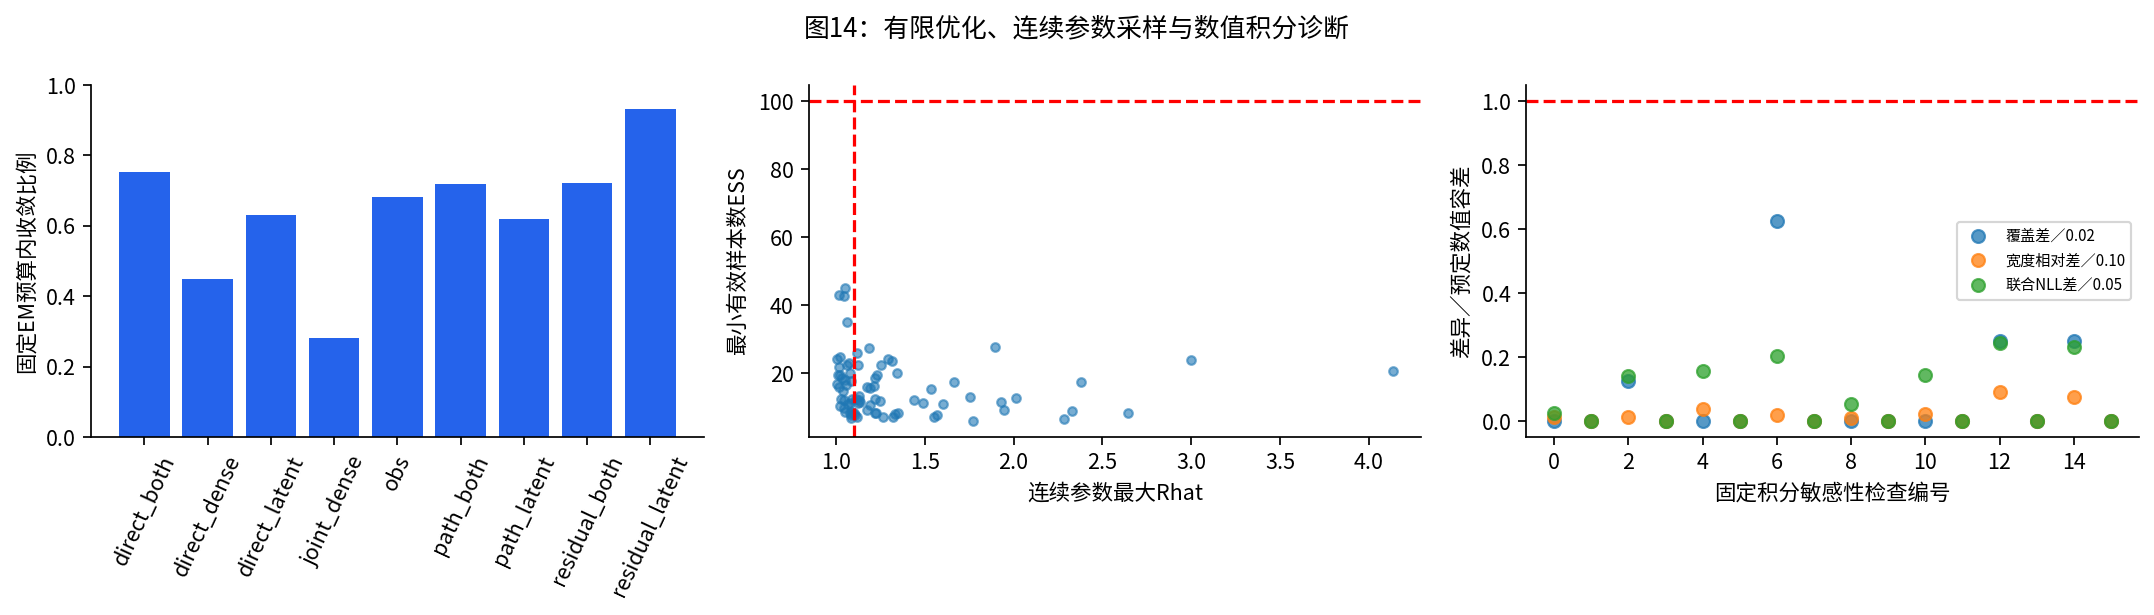 图14：有限优化、连续参数采样与数值积分诊断
固定EM预算内收敛比例
1.0
0.8
0.6
0.4
0.2
0.0
direct_both
direct_dense
direct_latent
joint_dense
obs
path_both
path_latent
residual_both
residual_latent
最小有效样本数ESS
100
80
60
40
20
1.0
1.5
2.0
2.5
3.0
3.5
4.0
连续参数最大Rhat
差异／预定数值容差
1.0
0.8
0.6
0.4
0.2
0.0
覆盖差／0.02
宽度相对差／0.10
联合NLL差／0.05
0
2
4
6
8
10
12
14
固定积分敏感性检查编号